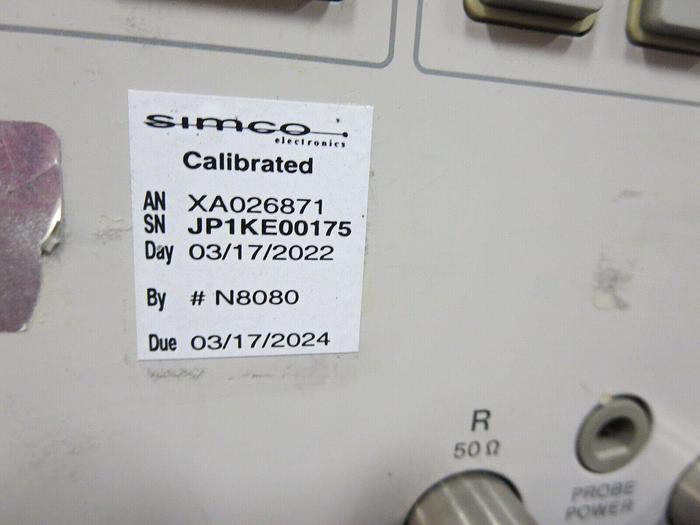 simco
electronics
Calibrated
AN XA026871
SN JP1KE00175
Day 03/17/2022
By # N8080
Due 03/17/2024
R
50 Ω
PROBE
POWER